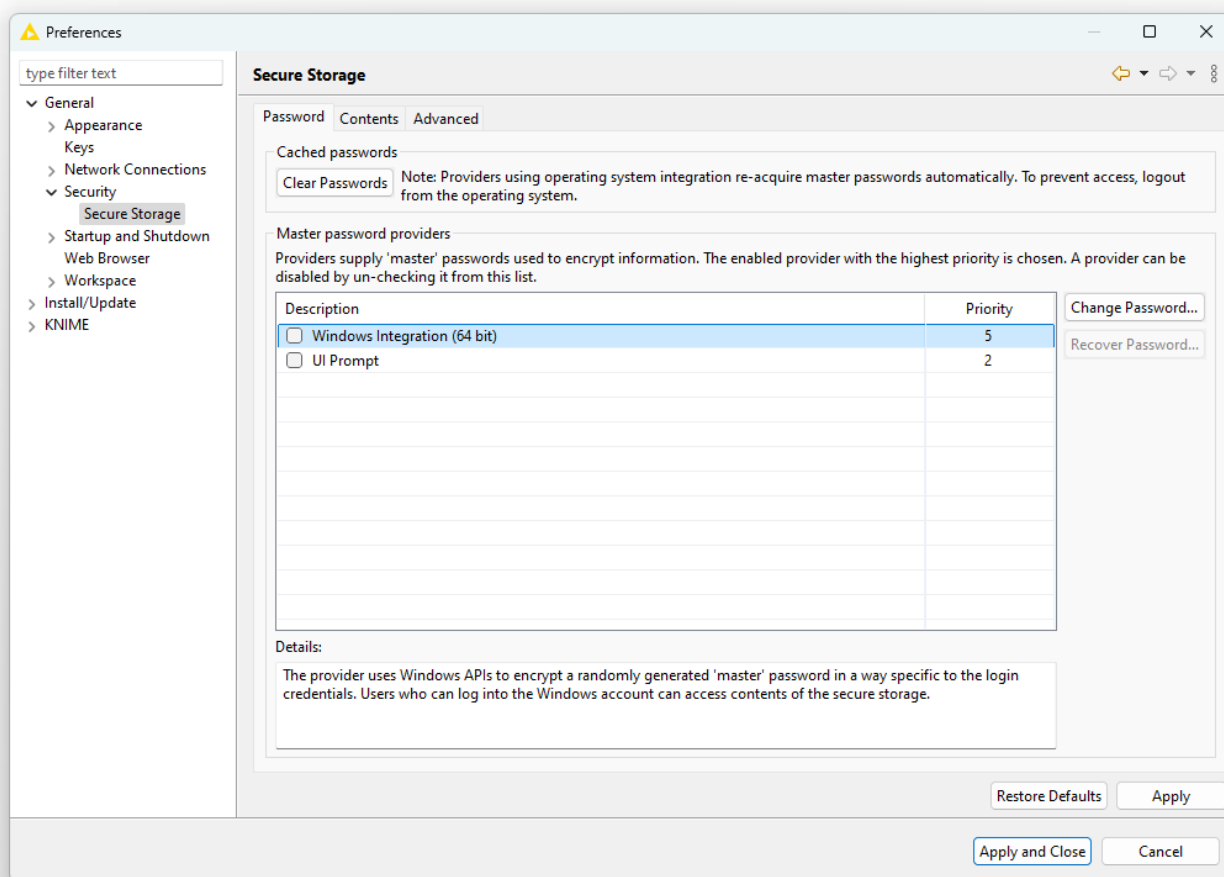 Preferences
type filter text
General
Appearance
Keys
Network Connections
Security
Secure Storage
Startup and Shutdown
Web Browser
Workspace
Install/Update
KNIME
Secure Storage
Password
Contents
Advanced
Cached passwords
Clear Passwords
Note: Providers using operating system integration re-acquire master passwords automatically. To prevent access, logout
from the operating system.
Master password providers
Providers supply 'master' passwords used to encrypt information. The enabled provider with the highest priority is chosen. A provider can be
disabled by un-checking it from this list.
Description Priority
Windows Integration (64 bit) 5
UI Prompt 2
Change Password...
Recover Password...
Details:
The provider uses Windows APIs to encrypt a randomly generated 'master' password in a way specific to the login
credentials. Users who can log into the Windows account can access contents of the secure storage.
Restore Defaults
Apply
Apply and Close
Cancel